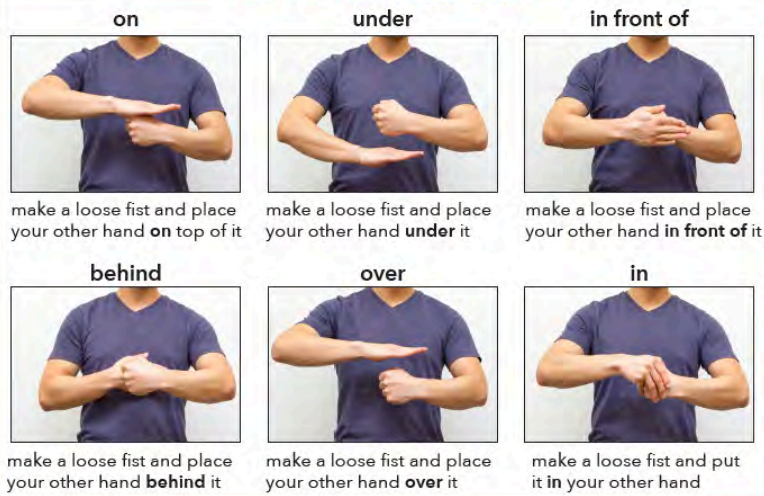 on
make a loose fist and place
your other hand on top of it
under
make a loose fist and place
your other hand under it
in front of
make a loose fist and place
your other hand in front of it
behind
make a loose fist and place
your other hand behind it
over
make a loose fist and place
your other hand over it
in
make a loose fist and put
it in your other hand